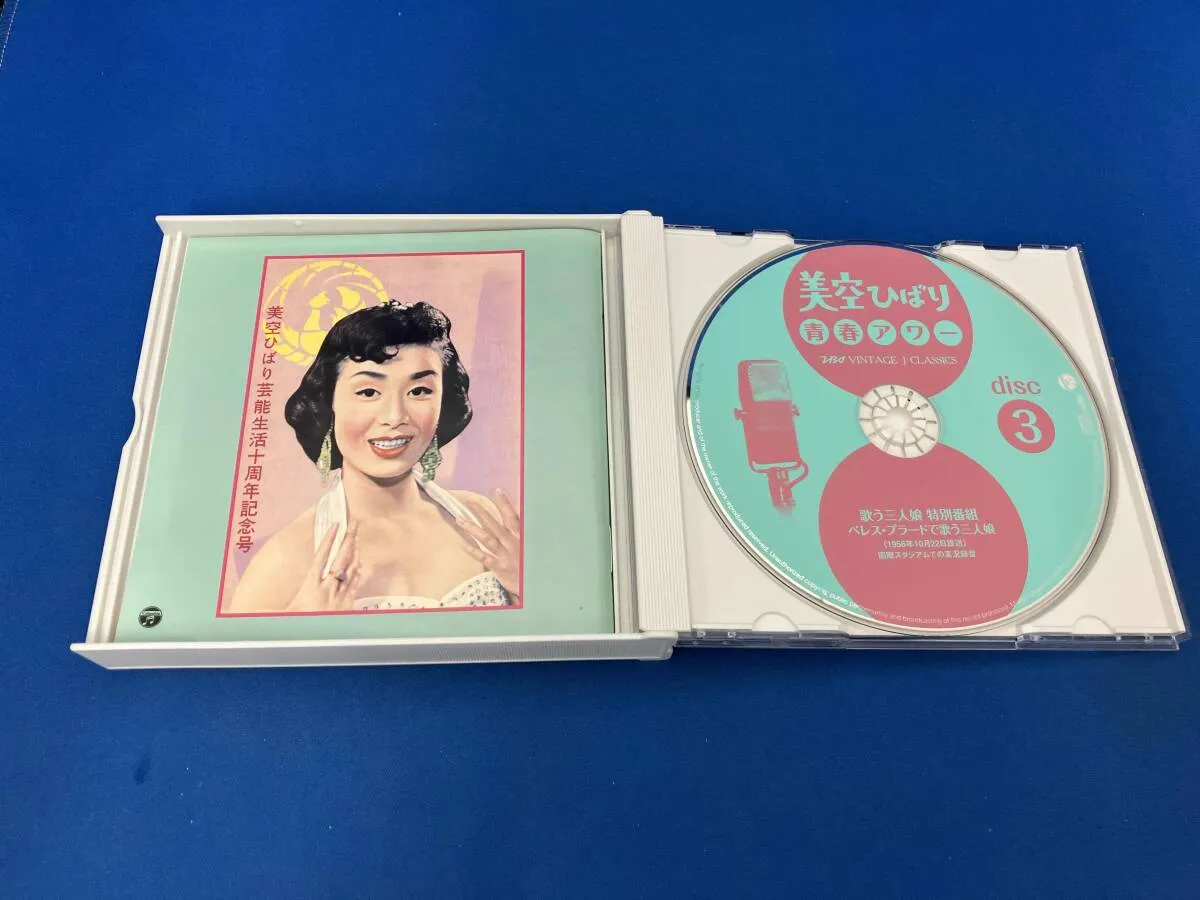 美空ひばり芸能生活十周年記念号
美空ひばり
青春アワー
VINTAGE J-CLASSICS
disc
3
歌う三人娘 特別番組
ペレス・プラードで歌う三人娘
(1956年10月22日放送)
国際スタジアムでの実況録音